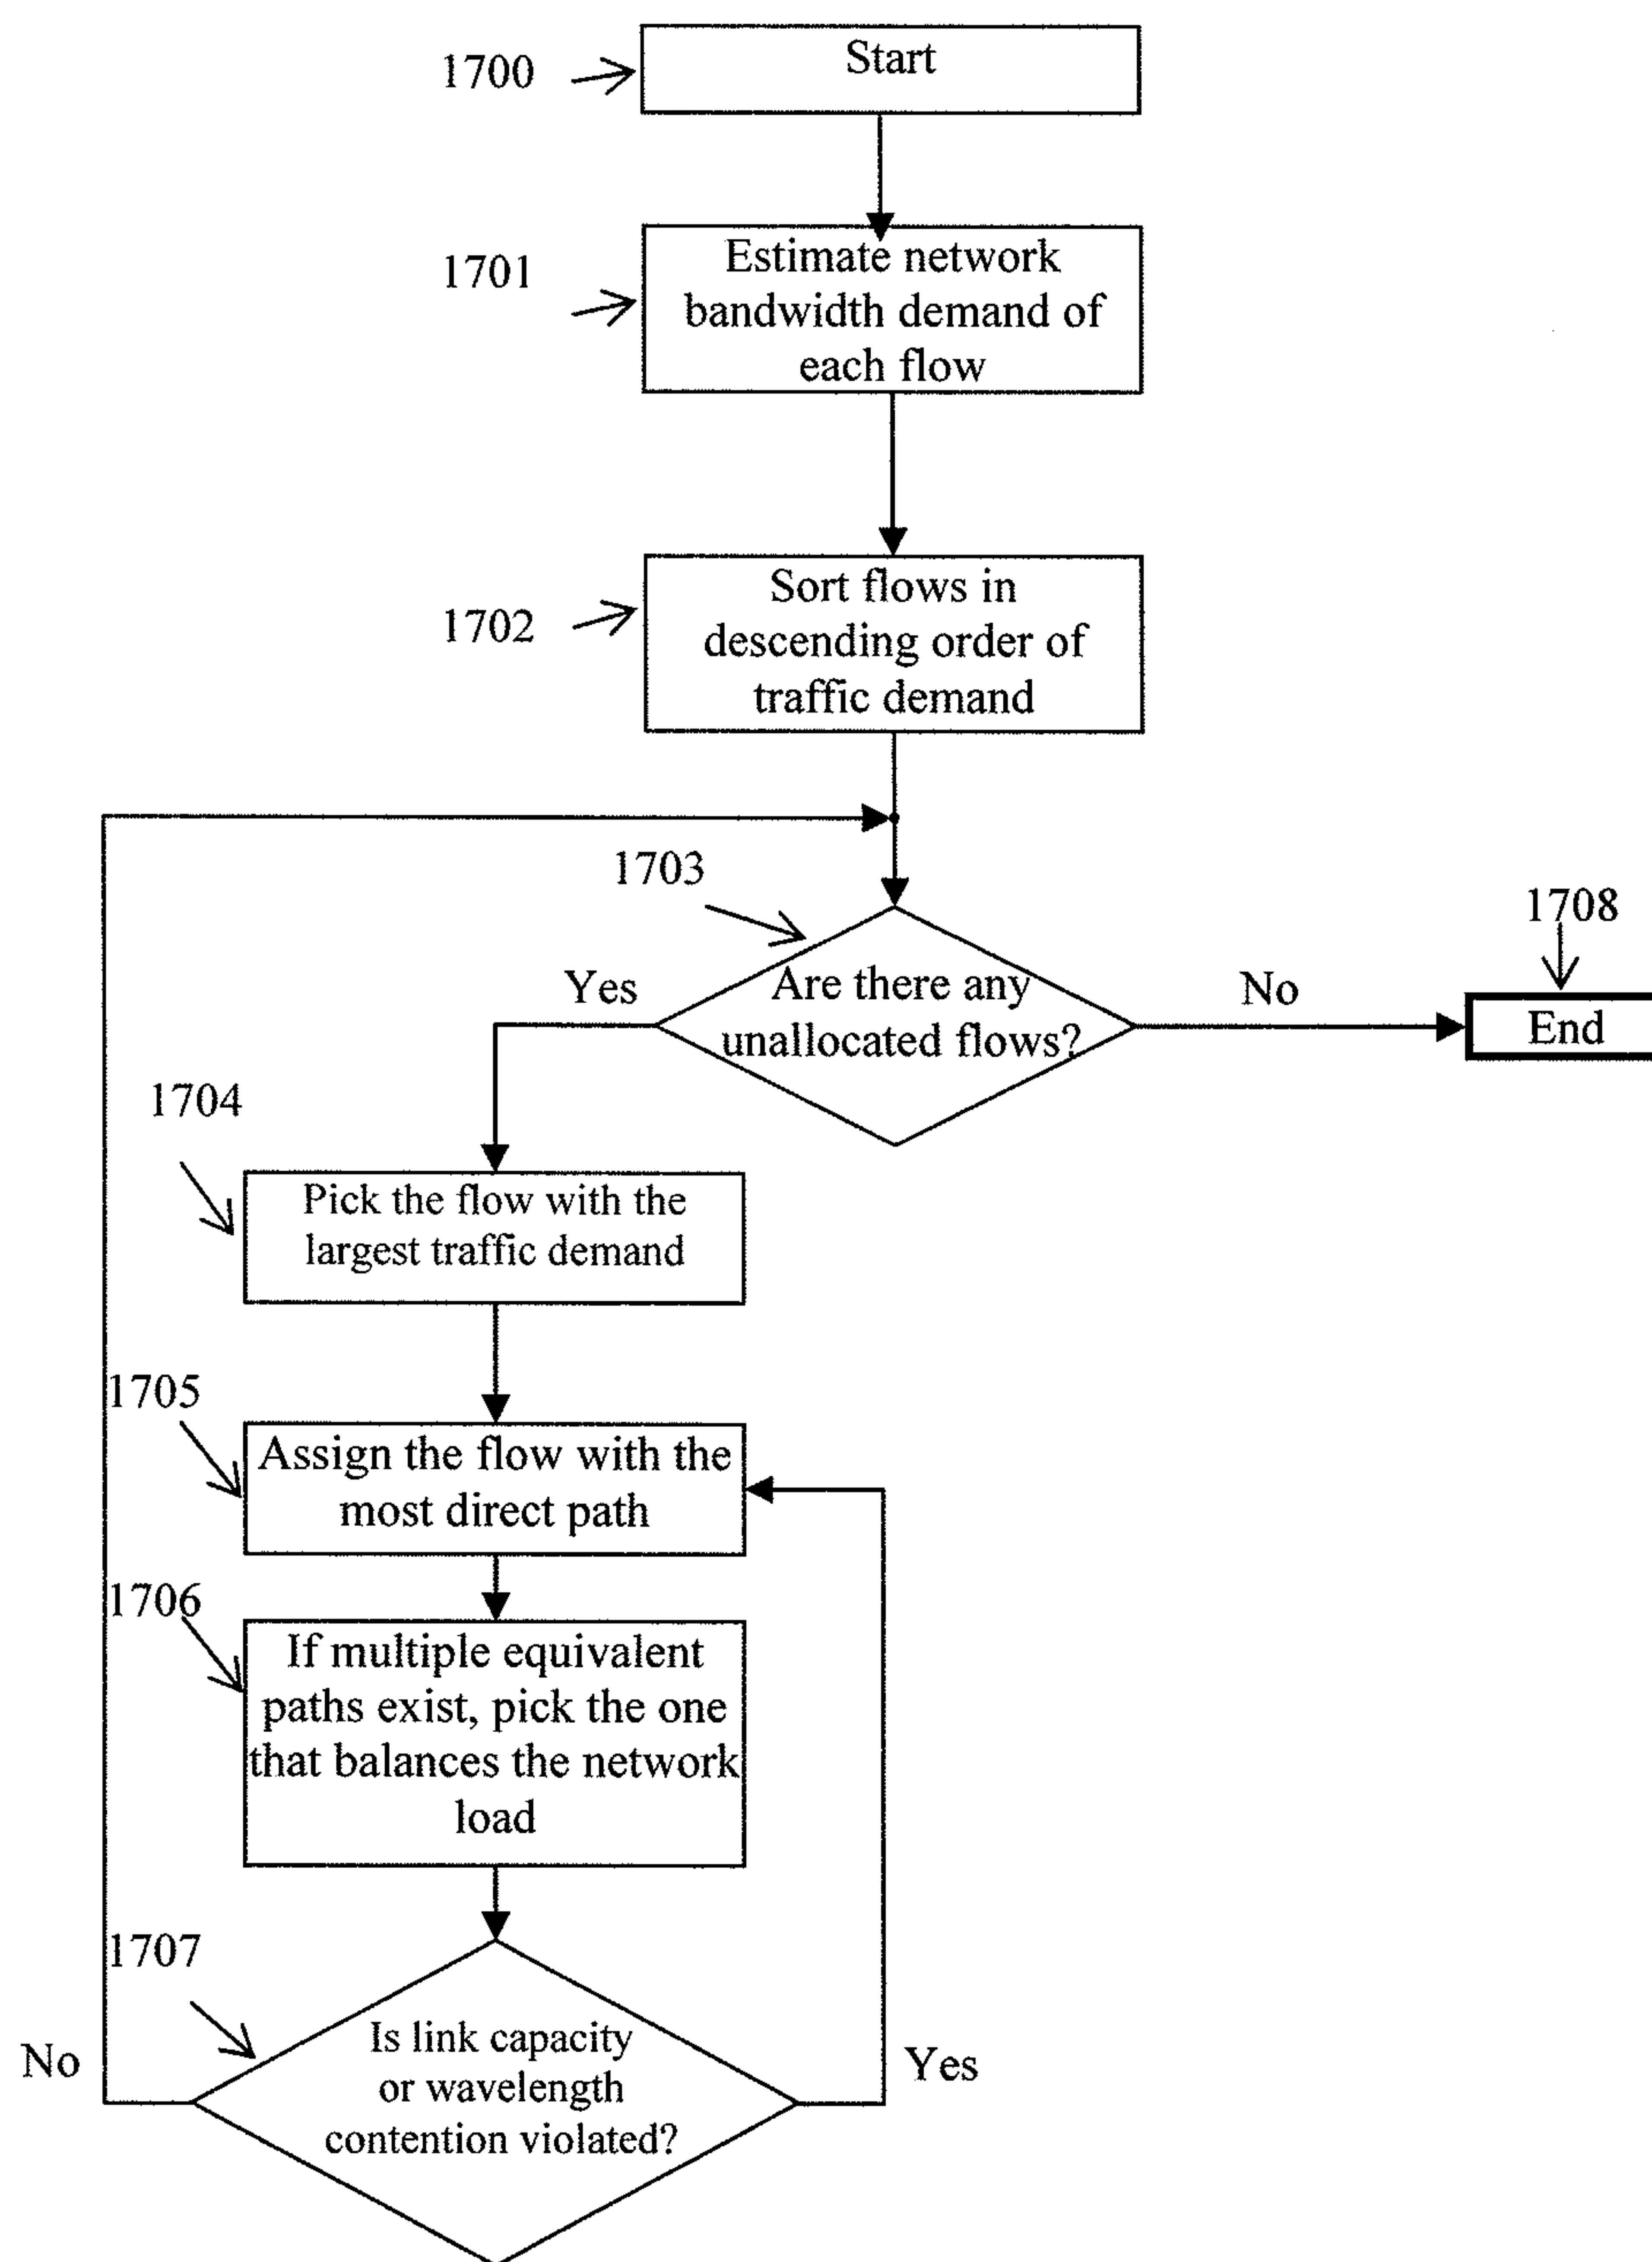 1700
Start
1701
Estimate network
bandwidth demand of
each flow
1702
Sort flows in
descending order of
traffic demand
1703
1708
Yes
Are there any
unallocated flows?
No
End
1704
Pick the flow with the
largest traffic demand
1705
Assign the flow with the
most direct path
1706
If multiple equivalent
paths exist, pick the one
that balances the network
load
1707
No
Is link capacity
or wavelength
contention violated?
Yes